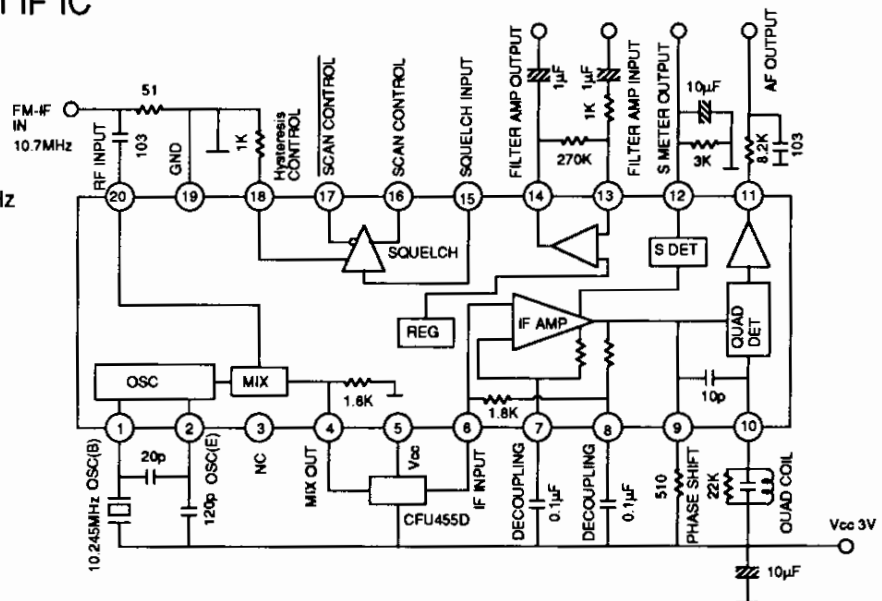 IF IC
Hz
FM-IF
IN
10.7MHz
51
103
RF INPUT
GND
1K
Hysteresis
CONTROL
SCAN CONTROL
SCAN CONTROL
SQUELCH INPUT
FILTER AMP OUTPUT
1μF
270K
1μF
1K
FILTER AMP INPUT
S METER OUTPUT
10μF
3K
AF OUTPUT
8.2K
103
20
19
18
17
16
15
14
13
12
11
SQUELCH
REG
S DET
IF AMP
QUAD
DET
OSC
MIX
1.6K
1.8K
10p
1
2
3
4
5
6
7
8
9
10
10.245MHz OSC(B)
20p
120p OSC(E)
NC
MIX OUT
Vcc
CFU455D
IF INPUT
DECOUPLING
0.1μF
DECOUPLING
0.1μF
510
PHASE SHIFT
22K
QUAD COIL
Vcc 3V
10μF